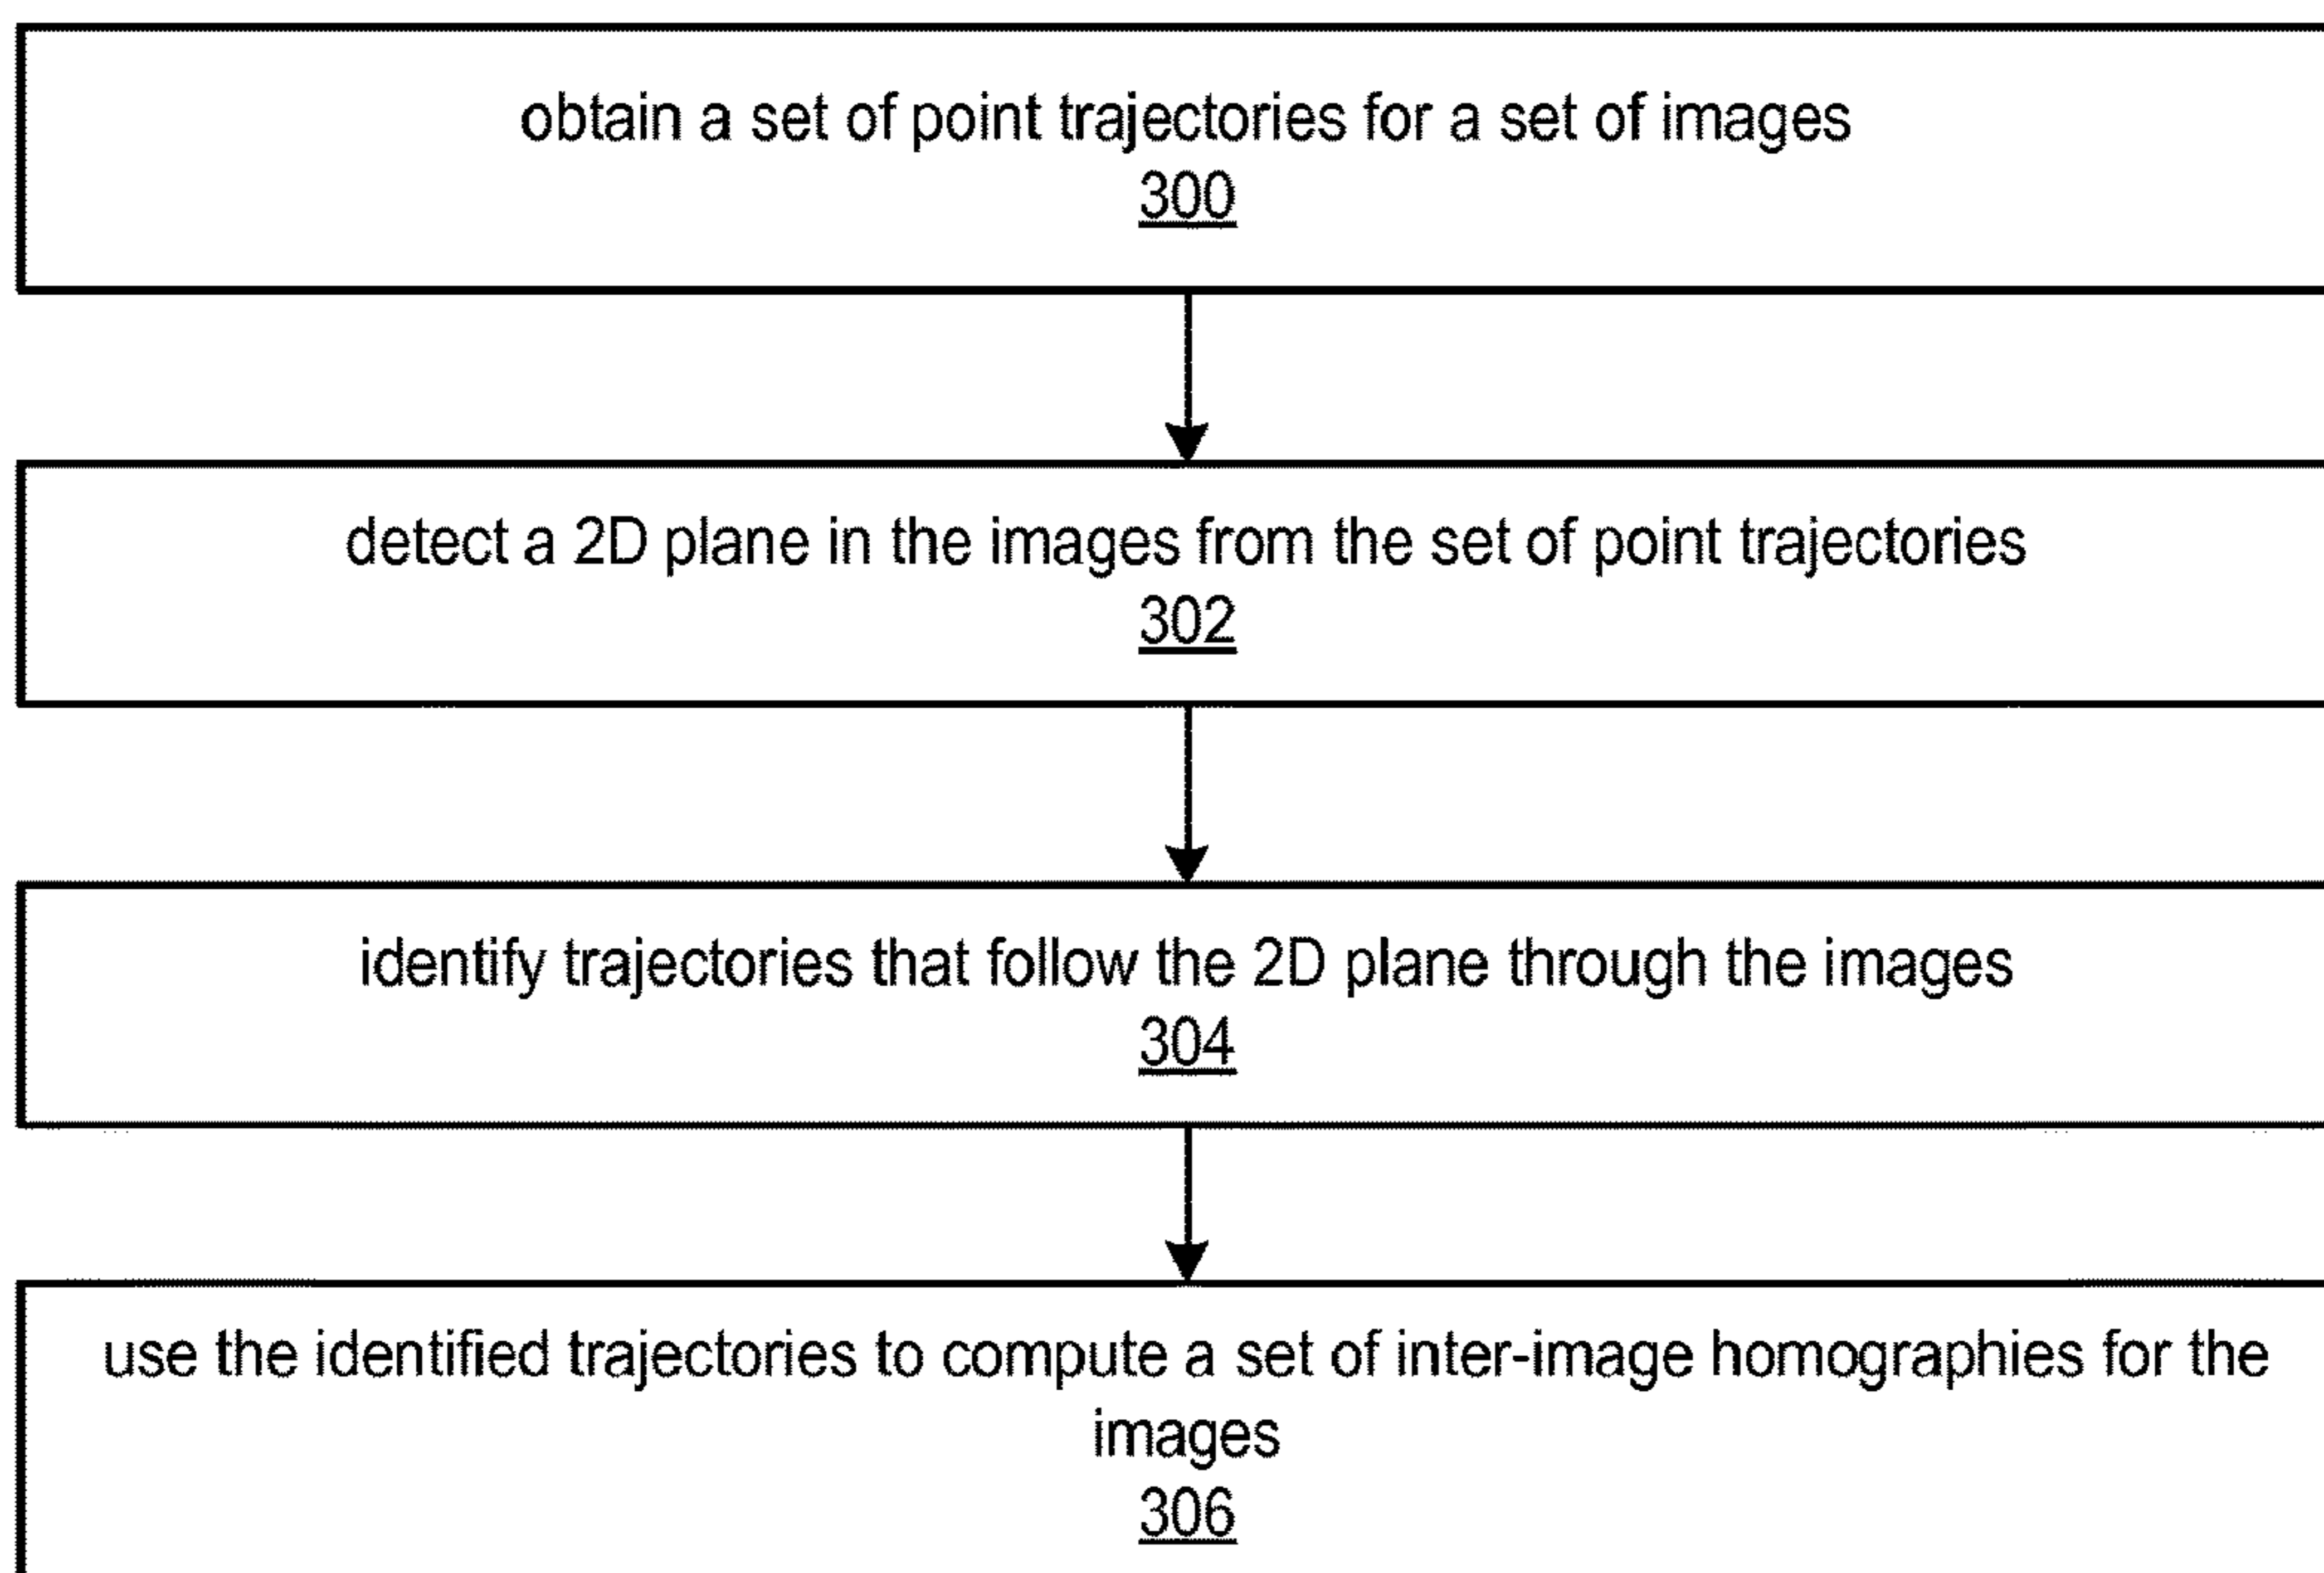 obtain a set of point trajectories for a set of images
300
detect a 2D plane in the images from the set of point trajectories
302
identify trajectories that follow the 2D plane through the images
304
use the identified trajectories to compute a set of inter-image homographies for the
images
306